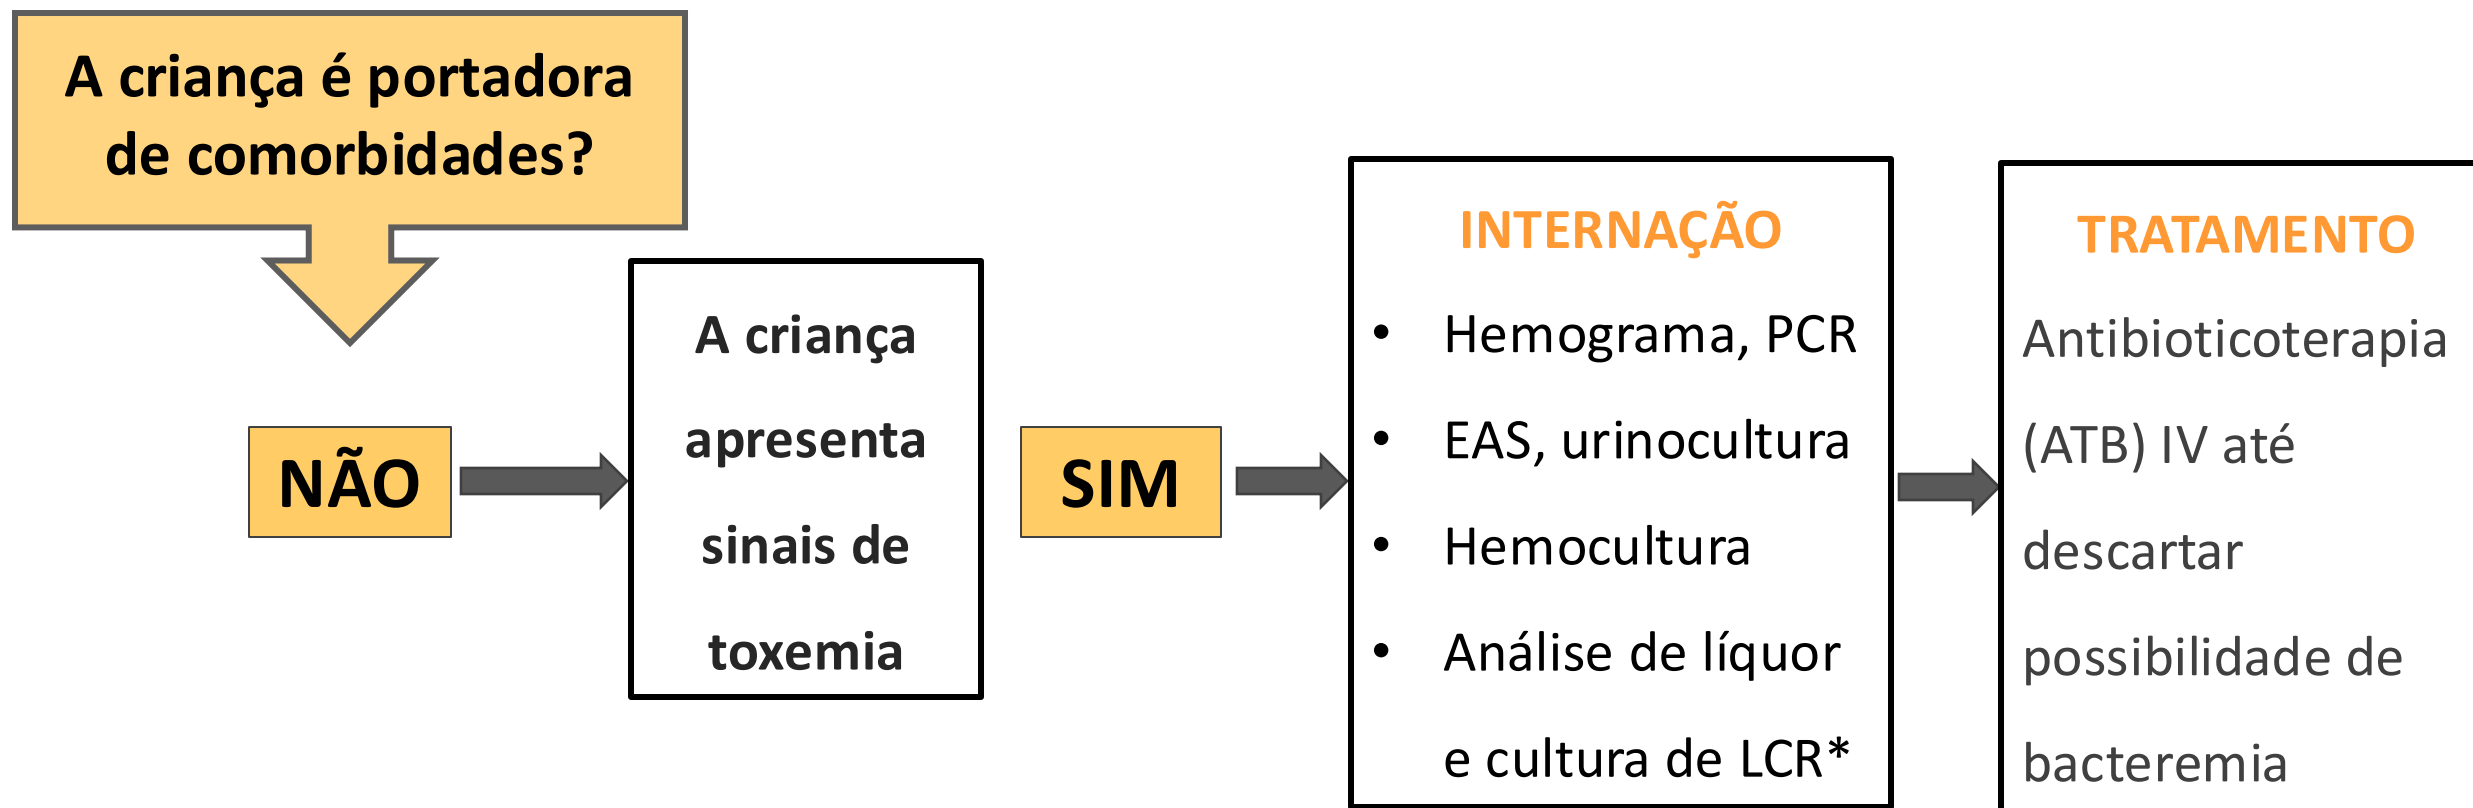 A criança é portadora
de comorbidades?
NÃO
A criança
apresenta
sinais de
toxemia
SIM
INTERNAÇÃO
• Hemograma, PCR
• EAS, urinocultura
• Hemocultura
• Análise de líquor
e cultura de LCR*
TRATAMENTO
Antibioticoterapia
(ATB) IV até
descartar
possibilidade de
bacteremia